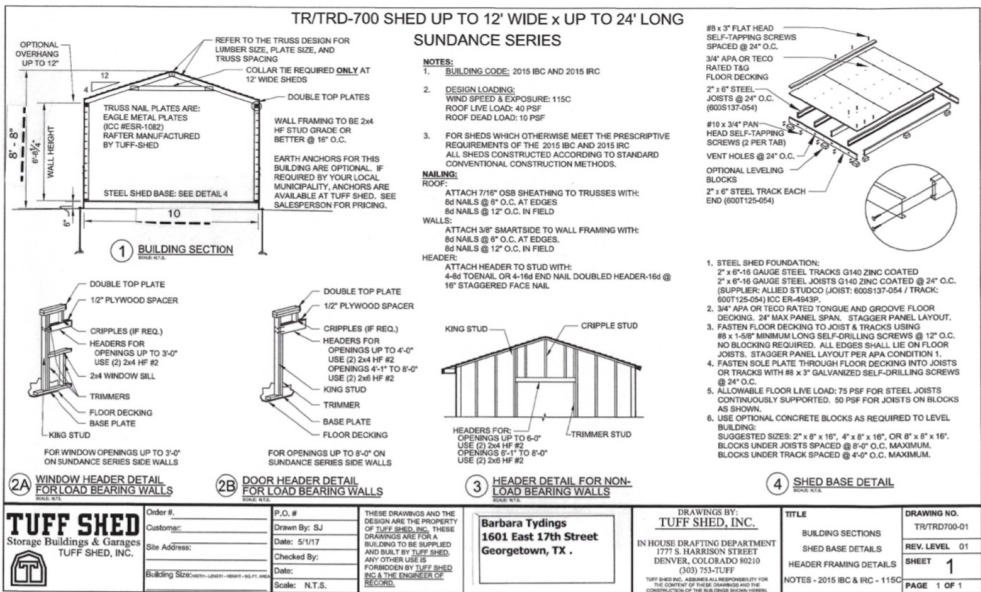 TR/TRD-700 SHED UP TO 12' WIDE x UP TO 24' LONG
SUNDANCE SERIES
OPTIONAL
OVERHANG
UP TO 12"
12
4
REFER TO THE TRUSS DESIGN FOR
LUMBER SIZE, PLATE SIZE, AND
TRUSS SPACING
COLLAR TIE REQUIRED ONLY AT
12' WIDE SHEDS
DOUBLE TOP PLATES
TRUSS NAIL PLATES ARE:
EAGLE METAL PLATES
(ICC #ESR-1082)
RAFTER MANUFACTURED
BY TUFF-SHED
WALL FRAMING TO BE 2x4
HF STUD GRADE OR
BETTER @ 16" O.C.
EARTH ANCHORS FOR THIS
BUILDING ARE OPTIONAL. IF
REQUIRED BY YOUR LOCAL
MUNICIPALITY, ANCHORS ARE
AVAILABLE AT TUFF SHED. SEE
SALESPERSON FOR PRICING.
8' - 8"
WALL HEIGHT
STEEL SHED BASE: SEE DETAIL 4
6"
10
1 BUILDING SECTION
SCALE: N.T.S.
NOTES:
1. BUILDING CODE: 2015 IBC AND 2015 IRC
2. DESIGN LOADING:
WIND SPEED & EXPOSURE: 115C
ROOF LIVE LOAD: 40 PSF
ROOF DEAD LOAD: 10 PSF
3. FOR SHEDS WHICH OTHERWISE MEET THE PRESCRIPTIVE
REQUIREMENTS OF THE 2015 IBC AND 2015 IRC
ALL SHEDS CONSTRUCTED ACCORDING TO STANDARD
CONVENTIONAL CONSTRUCTION METHODS.
NAILING:
ROOF:
ATTACH 7/16" OSB SHEATHING TO TRUSSES WITH:
8d NAILS @ 6" O.C. AT EDGES
8d NAILS @ 12" O.C. IN FIELD
WALLS:
ATTACH 3/8" SMARTSIDE TO WALL FRAMING WITH:
8d NAILS @ 6" O.C. AT EDGES.
8d NAILS @ 12" O.C. IN FIELD
HEADER:
ATTACH HEADER TO STUD WITH:
4-8d TOENAIL OR 4-16d END NAIL DOUBLED HEADER-16d @
16" STAGGERED FACE NAIL
#8 x 3" FLAT HEAD
SELF-TAPPING SCREWS
SPACED @ 24" O.C.
3/4" APA OR TECO
RATED T&G
FLOOR DECKING
2" x 6" STEEL
JOISTS @ 24" O.C.
(600S137-054)
#10 x 3/4" PAN
HEAD SELF-TAPPING
SCREWS (2 PER TAB)
VENT HOLES @ 24" O.C.
OPTIONAL LEVELING
BLOCKS
2" x 6" STEEL TRACK EACH
END (600T125-054)
1. STEEL SHED FOUNDATION:
2" x 6"-16 GAUGE STEEL TRACKS G140 ZINC COATED
2" x 6"-16 GAUGE STEEL JOISTS G140 ZINC COATED @ 24" O.C.
(SUPPLIER: ALLIED STUDCO (JOIST: 600S137-054 / TRACK:
600T125-054) ICC ER-4943P.
2. 3/4" APA OR TECO RATED TONGUE AND GROOVE FLOOR
DECKING. 24" MAX PANEL SPAN. STAGGER PANEL LAYOUT.
3. FASTEN FLOOR DECKING TO JOIST & TRACKS USING
#8 x 1-5/8" MINIMUM LONG SELF-DRILLING SCREWS @ 12" O.C.
NO BLOCKING REQUIRED. ALL EDGES SHALL LIE ON FLOOR
JOISTS. STAGGER PANEL LAYOUT PER APA CONDITION 1.
4. FASTEN SOLE PLATE THROUGH FLOOR DECKING INTO JOISTS
OR TRACKS WITH #8 x 3" GALVANIZED SELF-DRILLING SCREWS
@ 24" O.C.
5. ALLOWABLE FLOOR LIVE LOAD: 75 PSF FOR STEEL JOISTS
CONTINUOUSLY SUPPORTED. 50 PSF FOR JOISTS ON BLOCKS
AS SHOWN.
6. USE OPTIONAL CONCRETE BLOCKS AS REQUIRED TO LEVEL
BUILDING:
SUGGESTED SIZES: 2" x 8" x 16", 4" x 8" x 16", OR 8" x 8" x 16".
BLOCKS UNDER JOISTS SPACED @ 8'-0" O.C. MAXIMUM.
BLOCKS UNDER TRACK SPACED @ 4'-0" O.C. MAXIMUM.
4 SHED BASE DETAIL
SCALE: N.T.S.
DOUBLE TOP PLATE
1/2" PLYWOOD SPACER
CRIPPLES (IF REQ.)
HEADERS FOR
OPENINGS UP TO 3'-0"
USE (2) 2x4 HF #2
2x4 WINDOW SILL
TRIMMERS
FLOOR DECKING
BASE PLATE
KING STUD
FOR WINDOW OPENINGS UP TO 3'-0"
ON SUNDANCE SERIES SIDE WALLS
2A WINDOW HEADER DETAIL
FOR LOAD BEARING WALLS
SCALE: N.T.S.
DOUBLE TOP PLATE
1/2" PLYWOOD SPACER
CRIPPLES (IF REQ.)
HEADERS FOR
OPENINGS UP TO 4'-0"
USE (2) 2x4 HF #2
OPENINGS 4'-1" TO 8'-0"
USE (2) 2x6 HF #2
KING STUD
TRIMMER
BASE PLATE
FLOOR DECKING
FOR OPENINGS UP TO 8'-0" ON
SUNDANCE SERIES SIDE WALLS
2B DOOR HEADER DETAIL
FOR LOAD BEARING WALLS
SCALE: N.T.S.
KING STUD
CRIPPLE STUD
HEADERS FOR:
OPENINGS UP TO 6-0"
USE (2) 2x4 HF #2
OPENINGS 6'-1" TO 8'-0"
USE (2) 2x6 HF #2
TRIMMER STUD
3 HEADER DETAIL FOR NON-
LOAD BEARING WALLS
SCALE: N.T.S.
TUFF SHED
Storage Buildings & Garages
TUFF SHED, INC.
Order #.
Customer:
Site Address:
Building Size:
P.O. #
Drawn By: SJ
Date: 5/1/17
Checked By:
Date:
Scale: N.T.S.
THESE DRAWINGS AND THE
DESIGN ARE THE PROPERTY
OF TUFF SHED, INC. THESE
DRAWINGS ARE FOR A
BUILDING TO BE SUPPLIED
AND BUILT BY TUFF SHED.
ANY OTHER USE IS
FORBIDDEN BY TUFF SHED
INC & THE ENGINEER OF
RECORD.
Barbara Tydings
1601 East 17th Street
Georgetown, TX .
DRAWINGS BY:
TUFF SHED, INC.
IN HOUSE DRAFTING DEPARTMENT
1777 S. HARRISON STREET
DENVER, COLORADO 80210
(303) 753-TUFF
TUFF SHED INC. ASSUMES ALL RESPONSIBILITY FOR
THE CONTENT OF THESE DRAWINGS AND THE
CONSTRUCTION OF THE BUILDINGS SHOWN HEREIN.
TITLE
BUILDING SECTIONS
SHED BASE DETAILS
HEADER FRAMING DETAILS
NOTES - 2015 IBC & IRC - 115C
DRAWING NO.
TR/TRD700-01
REV. LEVEL 01
SHEET 1
PAGE 1 OF 1